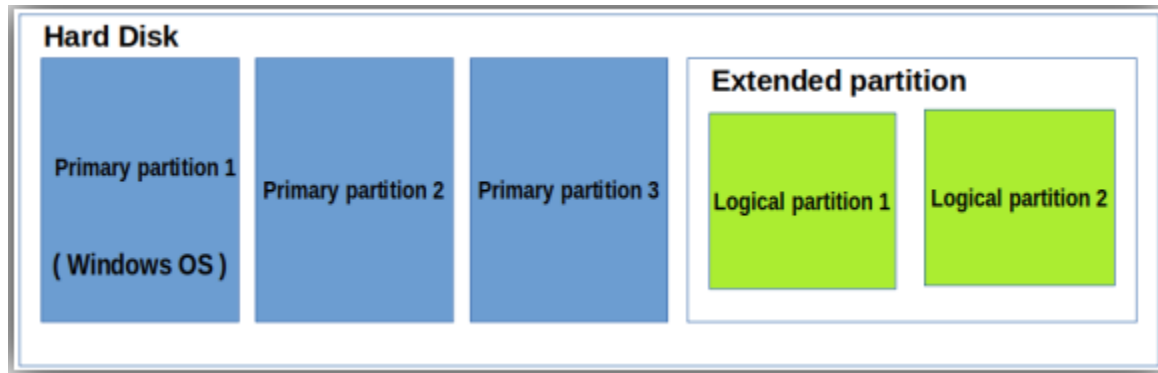 Hard Disk
Primary partition 1
( Windows OS )
Primary partition 2
Primary partition 3
Extended partition
Logical partition 1
Logical partition 2